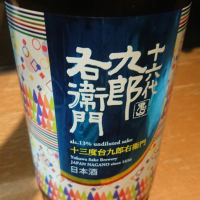 十六代
九郎
右衛門
alc.13% undiluted sake
十三度台九郎右衛門
Yukawa Sake Brewery
JAPAN NAGANO since 1650
日本酒